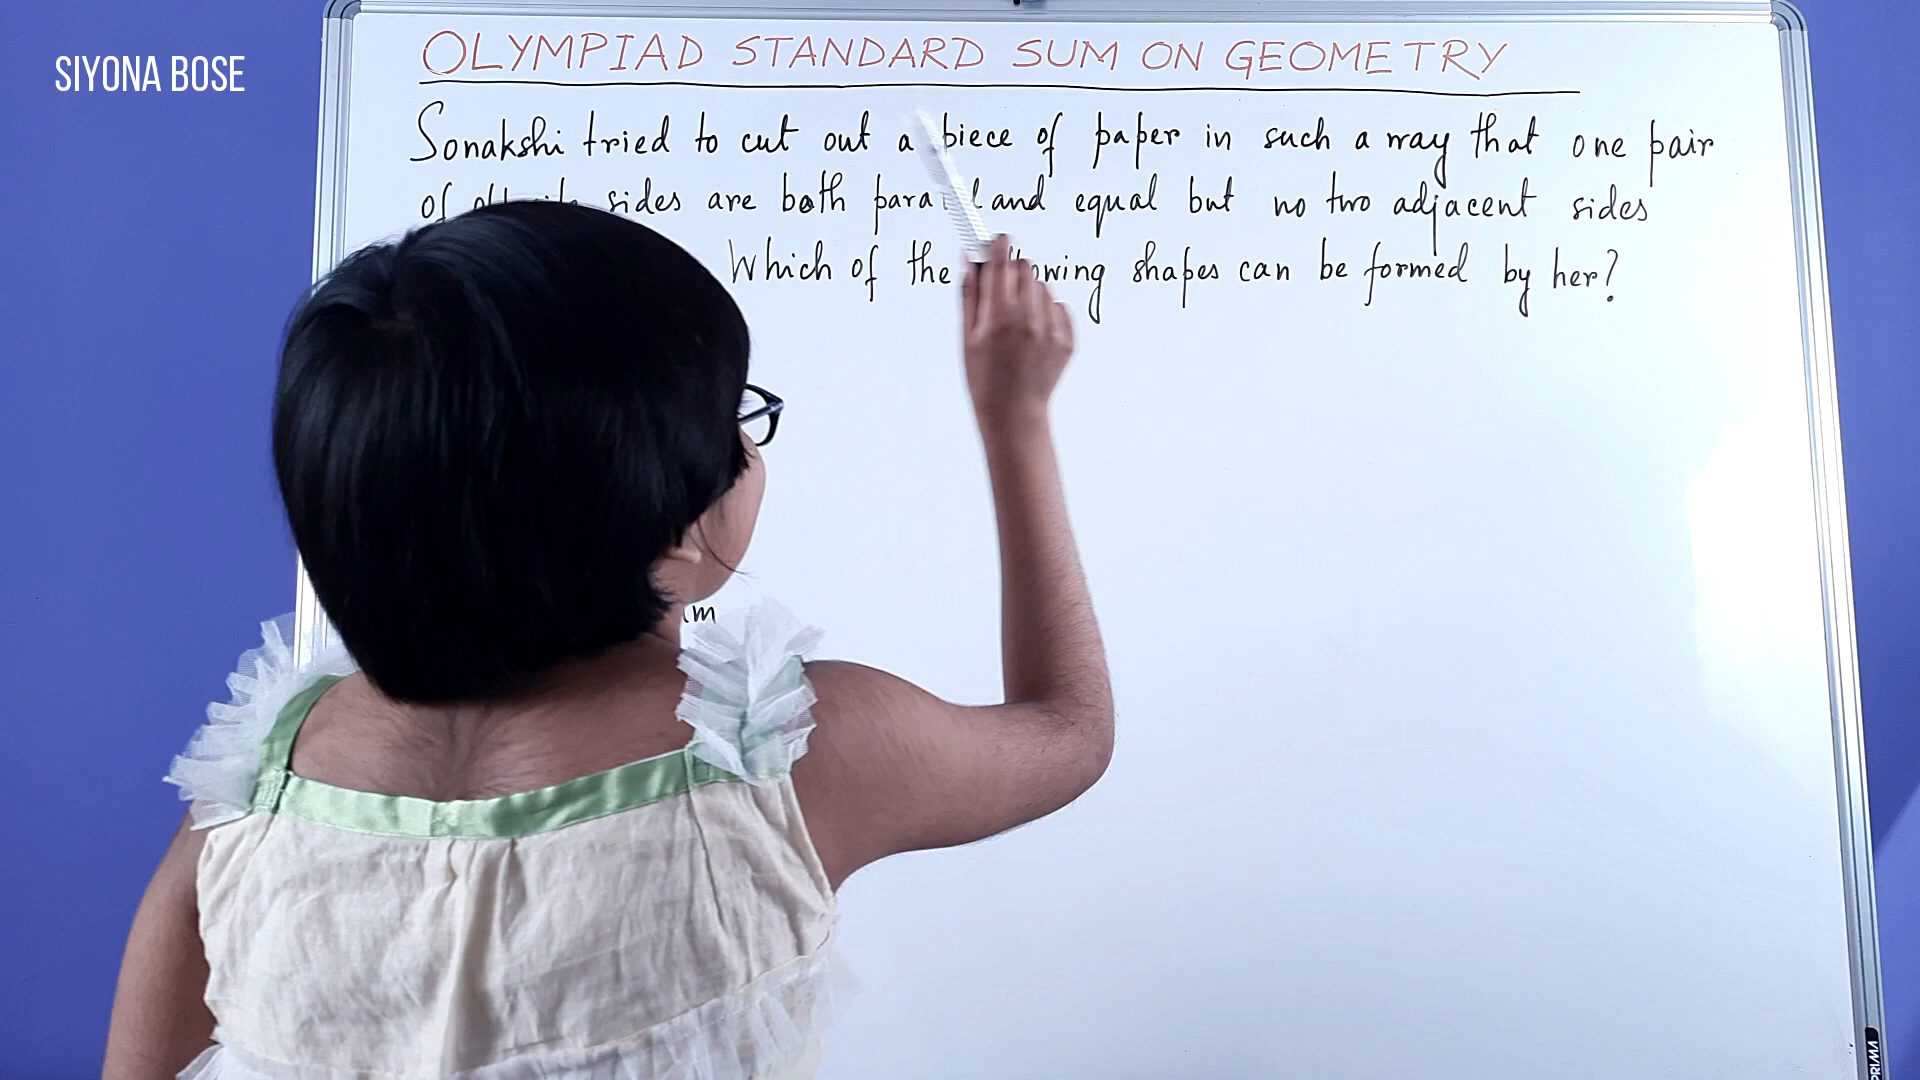 SIYONA BOSE
OLYMPIAD STANDARD SUM ON GEOMETRY
Sonakshi tried to cut out a piece of paper in such a way that one pair
of sides are both and equal but no two adjacent sides
Which of the shapes can be formed by her?
PRIMA